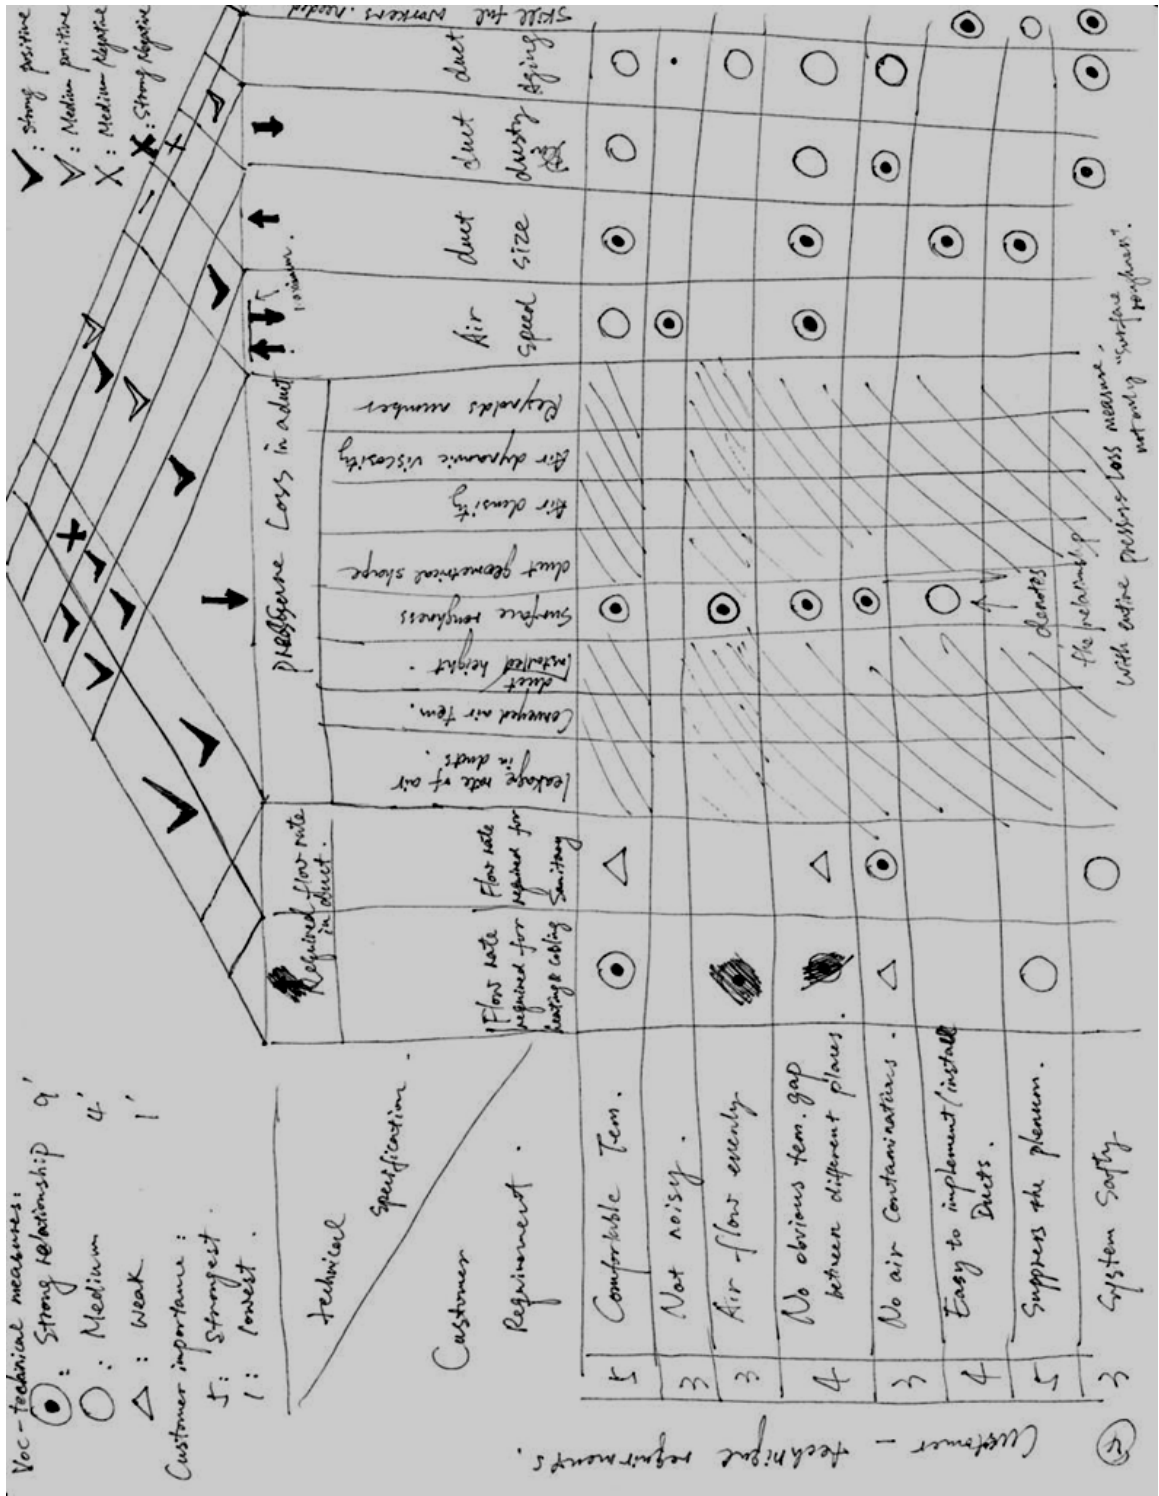 Voc-technical measures:
◉: Strong relationship 9'
○: Medium 4'
△: Weak 1'
Customer importance:
5: Strongest.
1: lowest.
✓: Strong positive
✓: Medium positive
X: Medium Negative
X: Strong Negative
technical
Specification.
Customer
Requirement.
Required flow rate
in duct.
Flow rate
required for
heating & cooling
Flow rate
required for
Sanitary
pressure Loss in a duct
leakage rate of air
in ducts.
Conveyed air tem.
duct
Installed height.
Surface roughness
duct geometrical shape
Air density
Air dynamic viscosity
Reynolds number
Air
speed
duct
size
duct
dusty
duct
Aging
Skill ful workers needed
5 Comfortable Tem.
3 Not noisy.
3 Air-flow evenly
4 No obvious tem. gap
between different places.
3 No air Contaminations.
4 Easy to implement/install
Ducts.
5 Suppress the plenum.
3 System Safty
denotes
the relationship
with entire pressure loss measure.
not only "surface
roughness".
Customer - technique requirments.